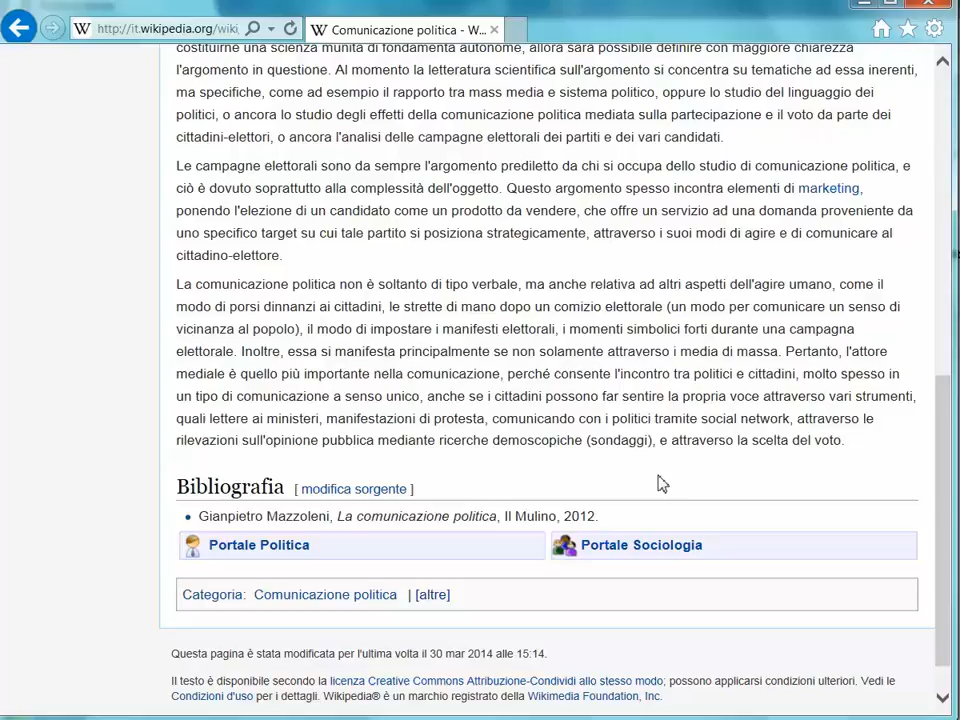 http://it.wikipedia.org/wiki
W Comunicazione politica - W...
costituirne una scienza munita di fondamenta autonome, allora sarà possibile definire con maggiore chiarezza
l'argomento in questione. Al momento la letteratura scientifica sull'argomento si concentra su tematiche ad essa inerenti,
ma specifiche, come ad esempio il rapporto tra mass media e sistema politico, oppure lo studio del linguaggio dei
politici, o ancora lo studio degli effetti della comunicazione politica mediata sulla partecipazione e il voto da parte dei
cittadini-elettori, o ancora l'analisi delle campagne elettorali dei partiti e dei vari candidati.
Le campagne elettorali sono da sempre l'argomento prediletto da chi si occupa dello studio di comunicazione politica, e
ciò è dovuto soprattutto alla complessità dell'oggetto. Questo argomento spesso incontra elementi di marketing,
ponendo l'elezione di un candidato come un prodotto da vendere, che offre un servizio ad una domanda proveniente da
uno specifico target su cui tale partito si posiziona strategicamente, attraverso i suoi modi di agire e di comunicare al
cittadino-elettore.
La comunicazione politica non è soltanto di tipo verbale, ma anche relativa ad altri aspetti dell'agire umano, come il
modo di porsi dinnanzi ai cittadini, le strette di mano dopo un comizio elettorale (un modo per comunicare un senso di
vicinanza al popolo), il modo di impostare i manifesti elettorali, i momenti simbolici forti durante una campagna
elettorale. Inoltre, essa si manifesta principalmente se non solamente attraverso i media di massa. Pertanto, l'attore
mediale è quello più importante nella comunicazione, perché consente l'incontro tra politici e cittadini, molto spesso in
un tipo di comunicazione a senso unico, anche se i cittadini possono far sentire la propria voce attraverso vari strumenti,
quali lettere ai ministeri, manifestazioni di protesta, comunicando con i politici tramite social network, attraverso le
rilevazioni sull'opinione pubblica mediante ricerche demoscopiche (sondaggi), e attraverso la scelta del voto.
Bibliografia [ modifica sorgente ]
• Gianpietro Mazzoleni, La comunicazione politica, Il Mulino, 2012.
Portale Politica Portale Sociologia
Categoria: Comunicazione politica | [altre]
Questa pagina è stata modificata per l'ultima volta il 30 mar 2014 alle 15:14.
Il testo è disponibile secondo la licenza Creative Commons Attribuzione-Condividi allo stesso modo; possono applicarsi condizioni ulteriori. Vedi le
Condizioni d'uso per i dettagli. Wikipedia® è un marchio registrato della Wikimedia Foundation, Inc.